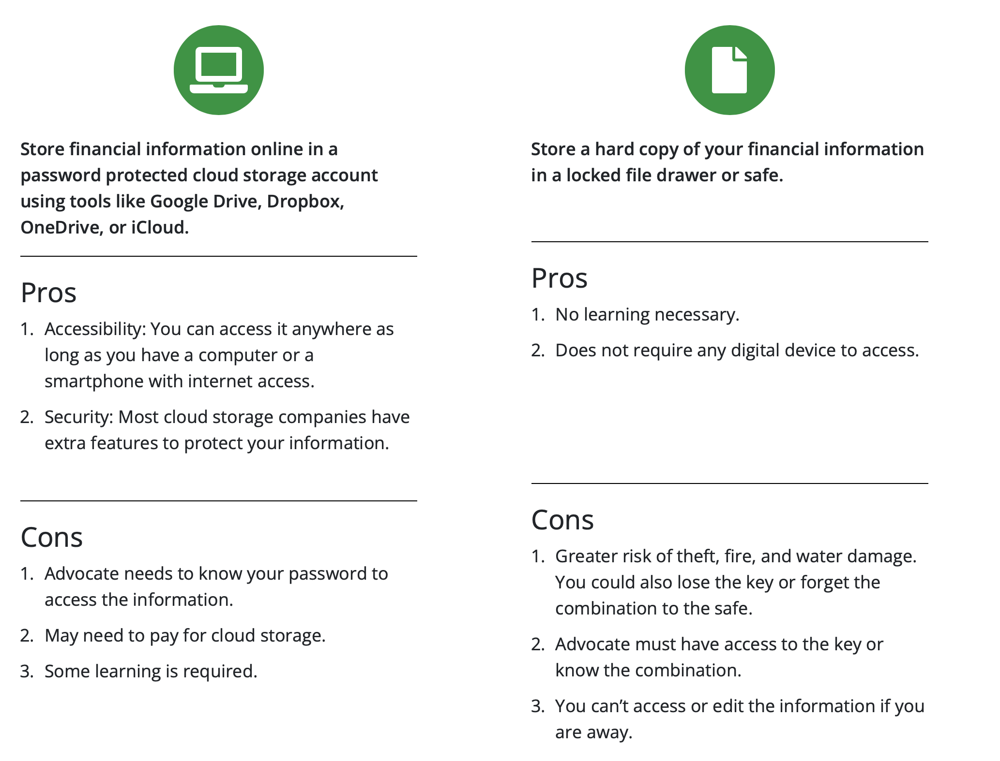 Store financial information online in a
password protected cloud storage account
using tools like Google Drive, Dropbox,
OneDrive, or iCloud.
Pros
1. Accessibility: You can access it anywhere as
long as you have a computer or a
smartphone with internet access.
2. Security: Most cloud storage companies have
extra features to protect your information.
Cons
1. Advocate needs to know your password to
access the information.
2. May need to pay for cloud storage.
3. Some learning is required.
Store a hard copy of your financial information
in a locked file drawer or safe.
Pros
1. No learning necessary.
2. Does not require any digital device to access.
Cons
1. Greater risk of theft, fire, and water damage.
You could also lose the key or forget the
combination to the safe.
2. Advocate must have access to the key or
know the combination.
3. You can’t access or edit the information if you
are away.